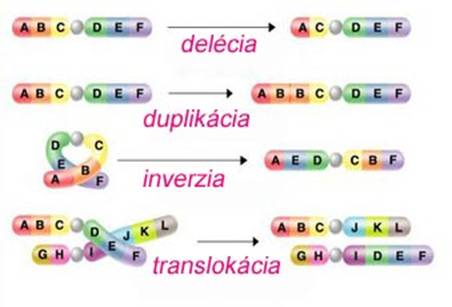 A B C D E F A C D E F
delécia
A B C D E F A B B C D E F
duplikácia
D C
E B
A F
A E D C B F
inverzia
A B C D E J K L A B C J K L
G H I F G H I D E F
translokácia